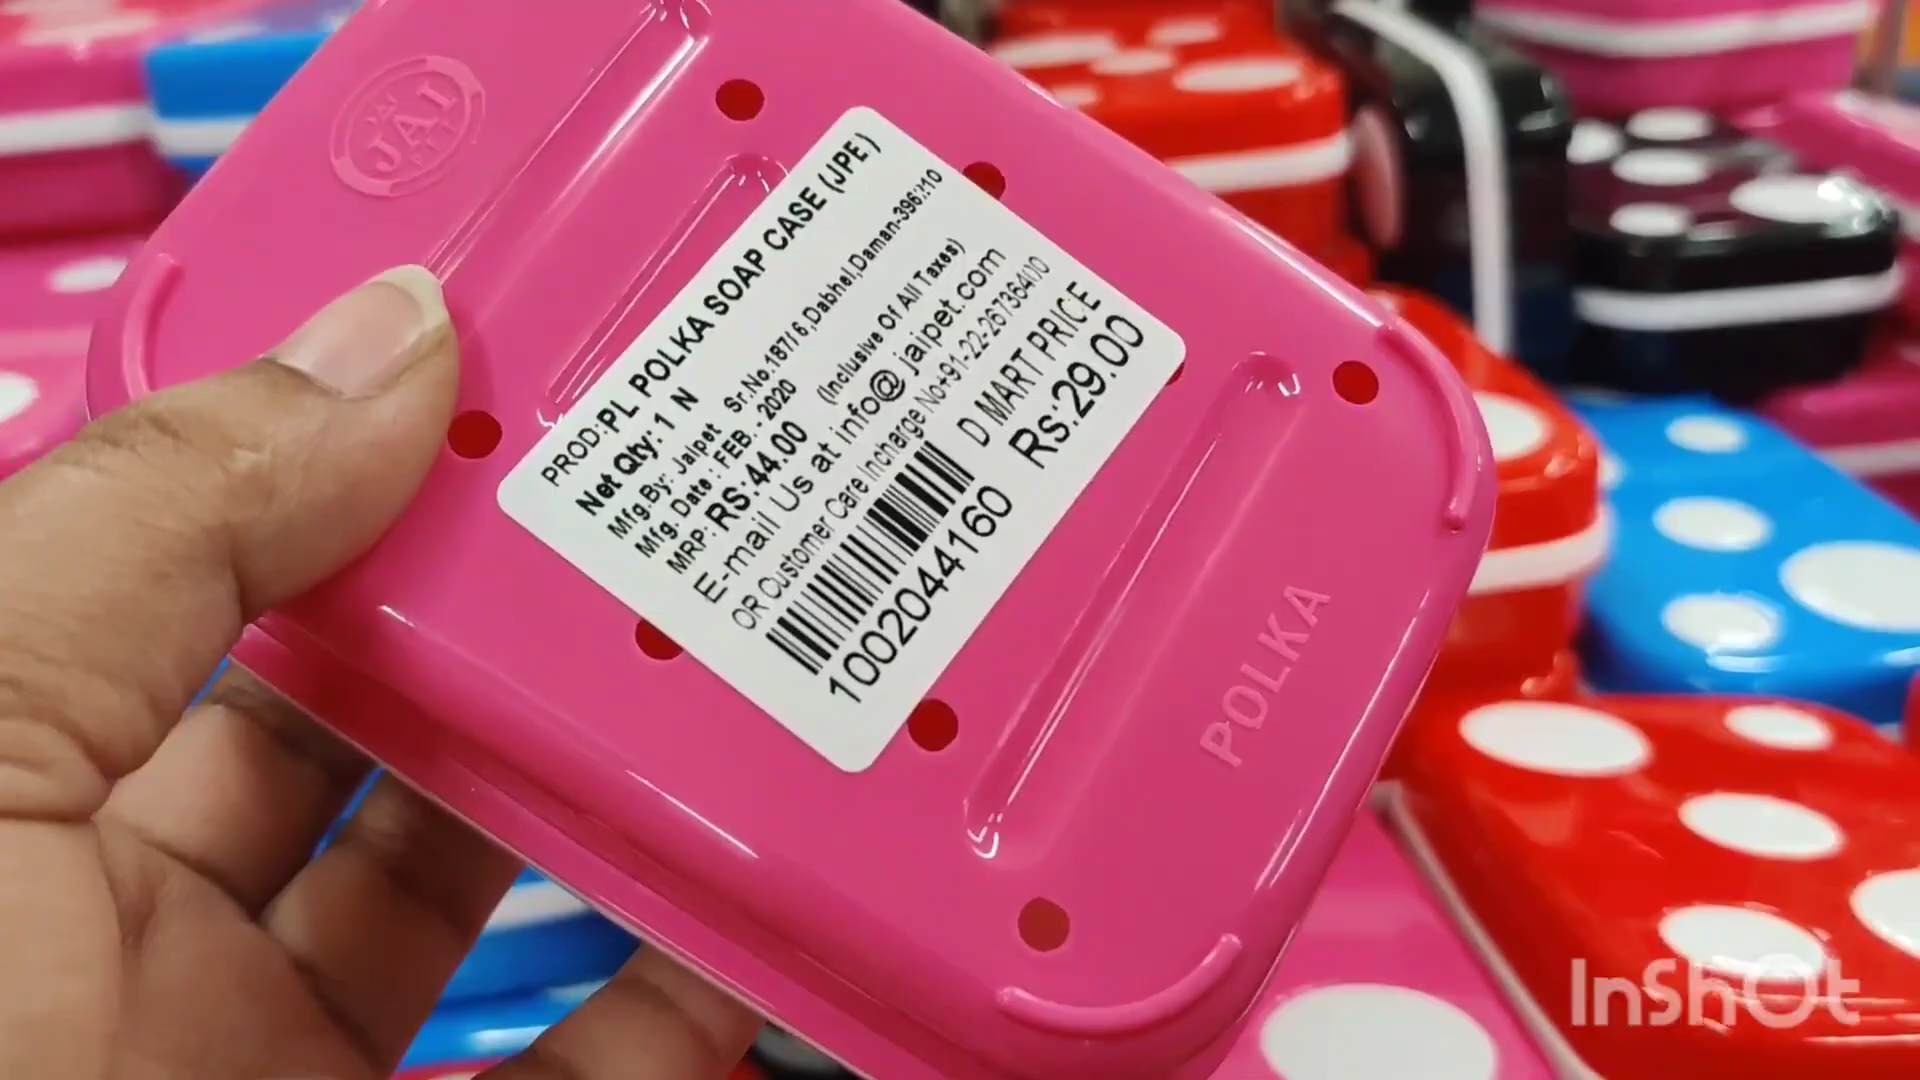 JAI
PROD:PL POLKA SOAP CASE (JPE)
Net Qty: 1 N
Mfg.By: Jaipet Sr.No.187/6,Dabhel,Daman-396210
Mfg. Date: FEB.-2020
MRP: RS:44.00 (Inclusive Of All Taxes)
E-mail Us at info@jaipet.com
OR Customer Care Incharge No+91-22-26736400
D MART PRICE
Rs:29.00
1002044160
POLKA
InShOt